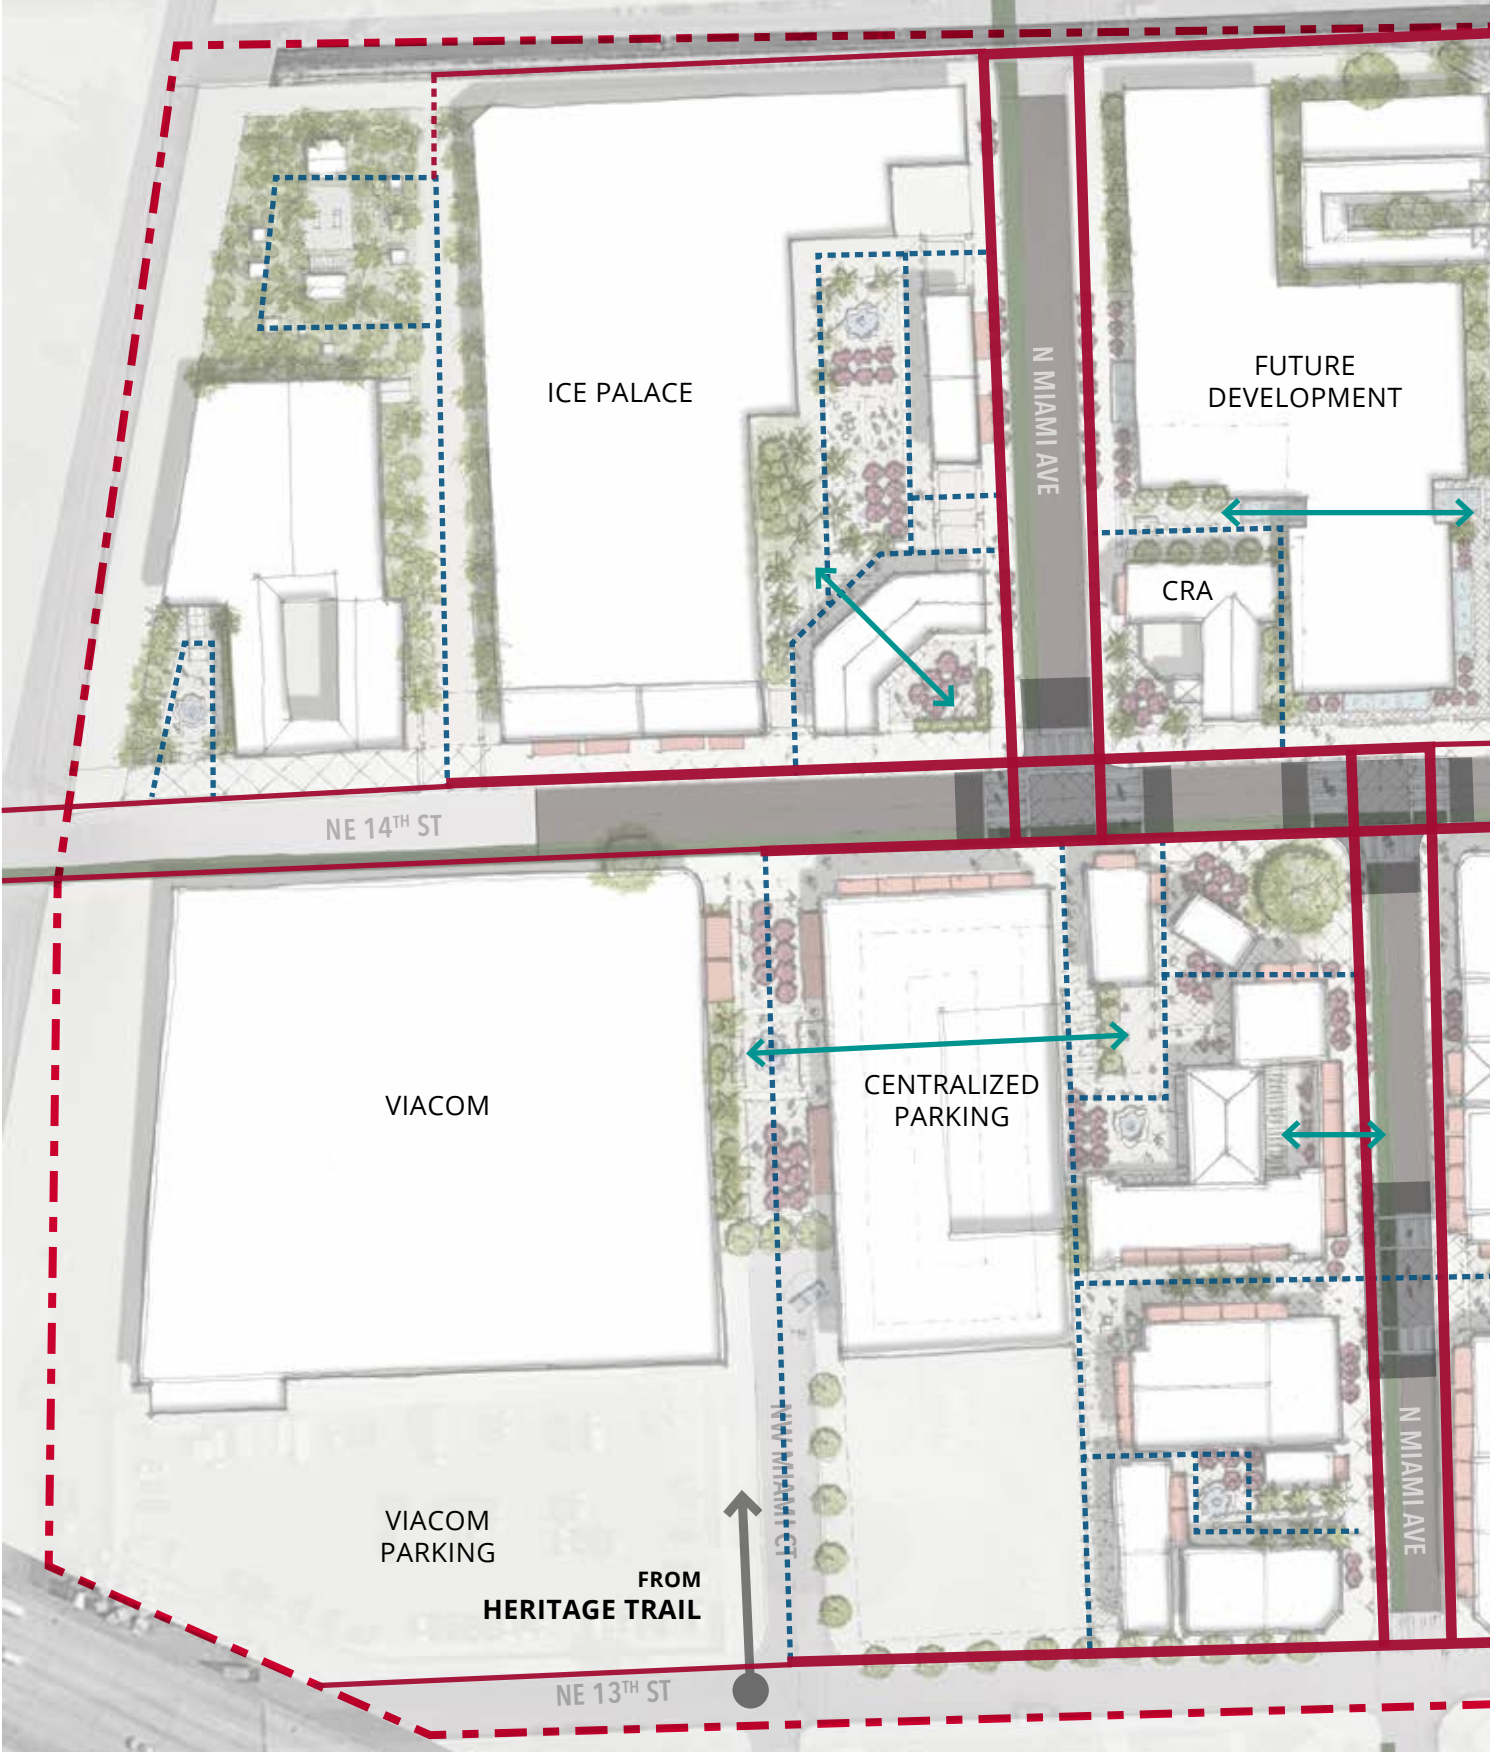 ICE PALACE
N MIAMI AVE
FUTURE
DEVELOPMENT
CRA
NE 14TH ST
VIACOM
CENTRALIZED
PARKING
VIACOM
PARKING
NW MIAMI CT
N MIAMI AVE
FROM
HERITAGE TRAIL
NE 13TH ST